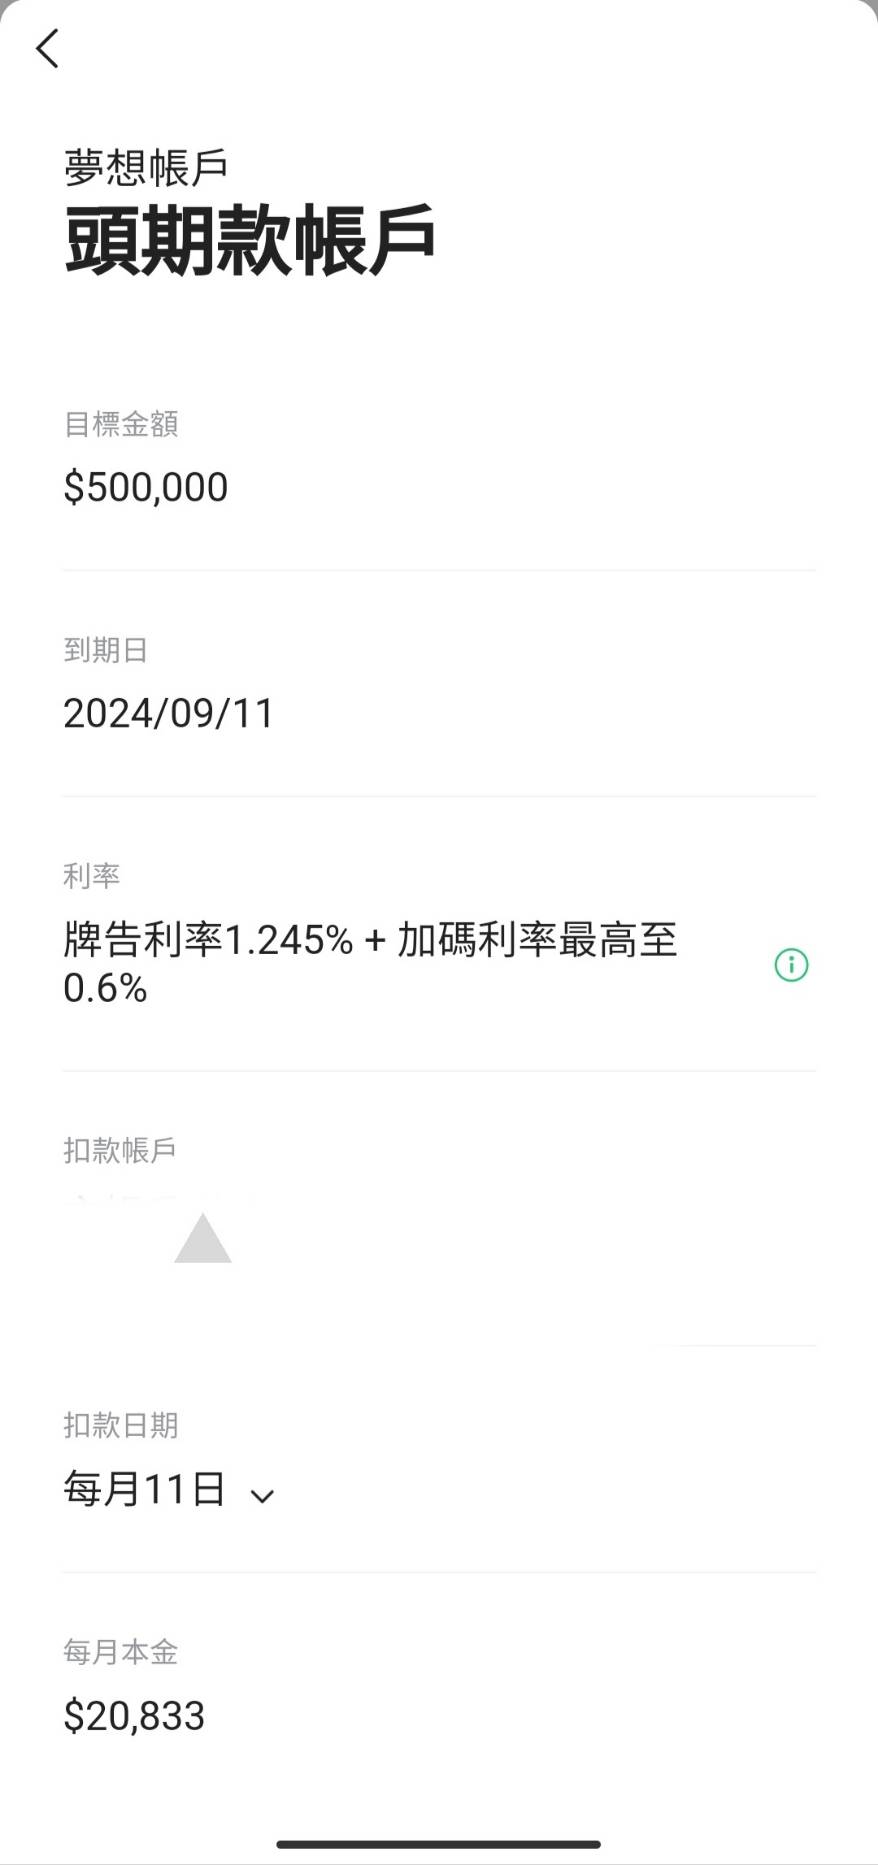 夢想帳戶
頭期款帳戶
目標金額
$500,000
到期日
2024/09/11
利率
牌告利率1.245% + 加碼利率最高至
0.6%
扣款帳戶
扣款日期
每月11日
每月本金
$20,833